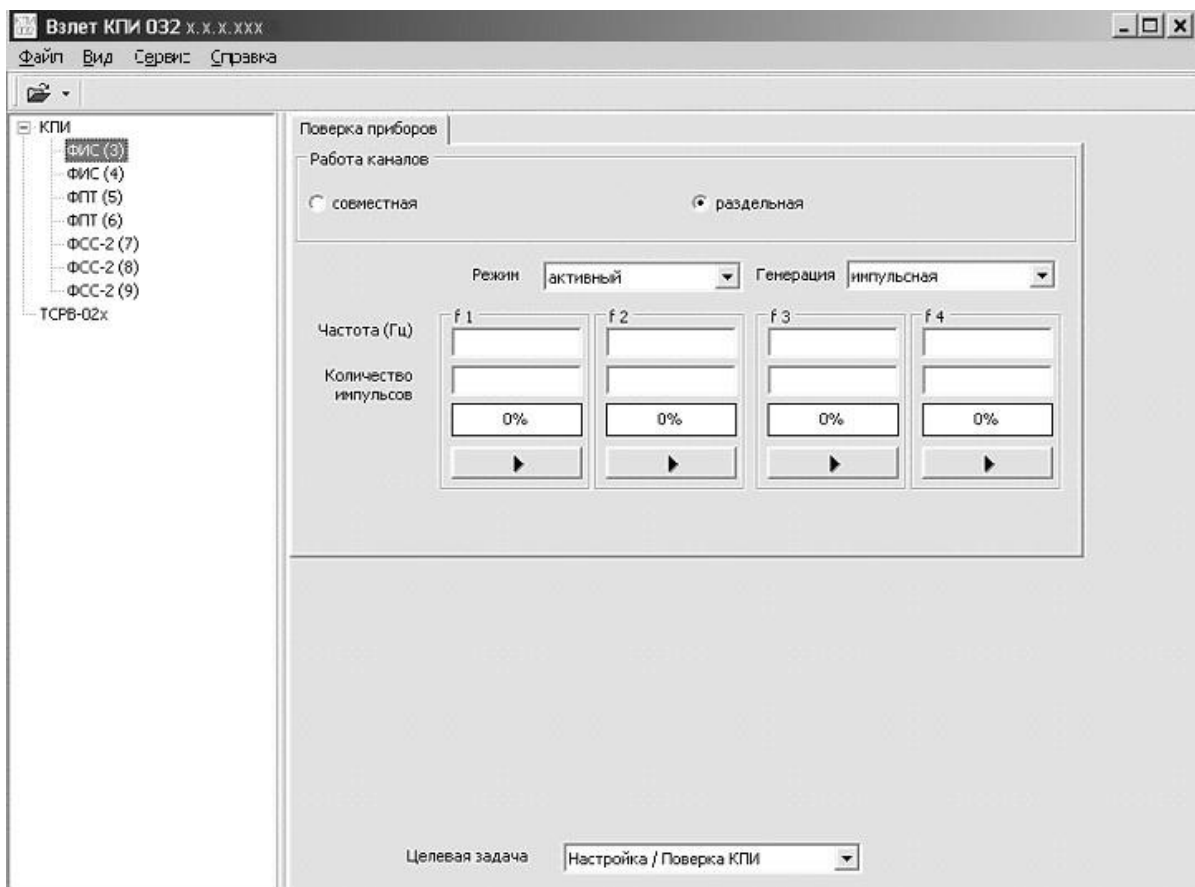 Взлет КПИ 032 x.x.x.xxx
Файл Вид Сервис Справка
КПИ
ФИС (3)
ФИС (4)
ФПТ (5)
ФПТ (6)
ФСС-2 (7)
ФСС-2 (8)
ФСС-2 (9)
ТСРВ-02х
Поверка приборов
Работа каналов
совместная раздельная
Режим активный Генерация импульсная
f 1 f 2 f 3 f 4
Частота (Гц)
Количество
импульсов
0% 0% 0% 0%
Целевая задача Настройка / Поверка КПИ